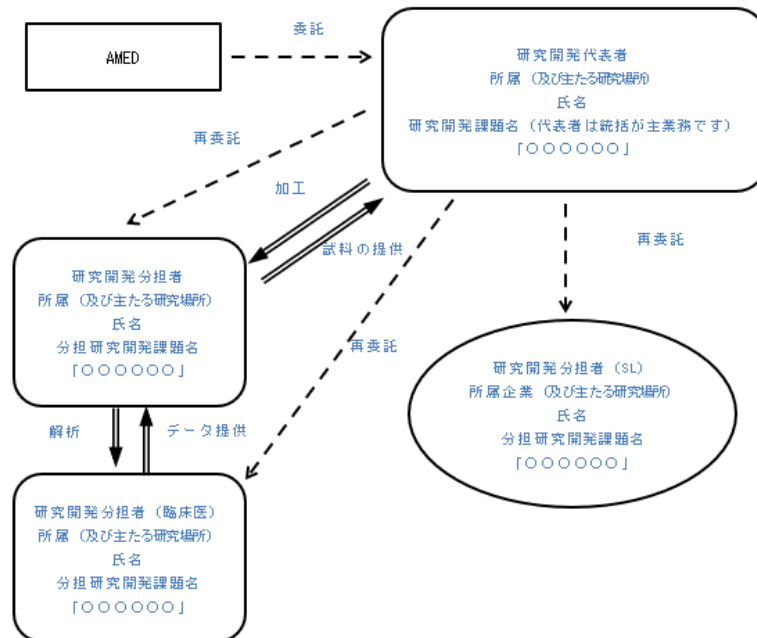 AMED
委託
研究開発代表者
所属（及び主たる研究場所）
氏名
研究開発課題名（代表者は統括が主業務です）
「〇〇〇〇〇〇」
再委託
加工
試料の提供
再委託
研究開発分担者
所属（及び主たる研究場所）
氏名
分担研究開発課題名
「〇〇〇〇〇〇」
再委託
研究開発分担者（SL）
所属企業（及び主たる研究場所）
氏名
分担研究開発課題名
「〇〇〇〇〇〇」
解析
データ提供
研究開発分担者（臨床医）
所属（及び主たる研究場所）
氏名
分担研究開発課題名
「〇〇〇〇〇〇」